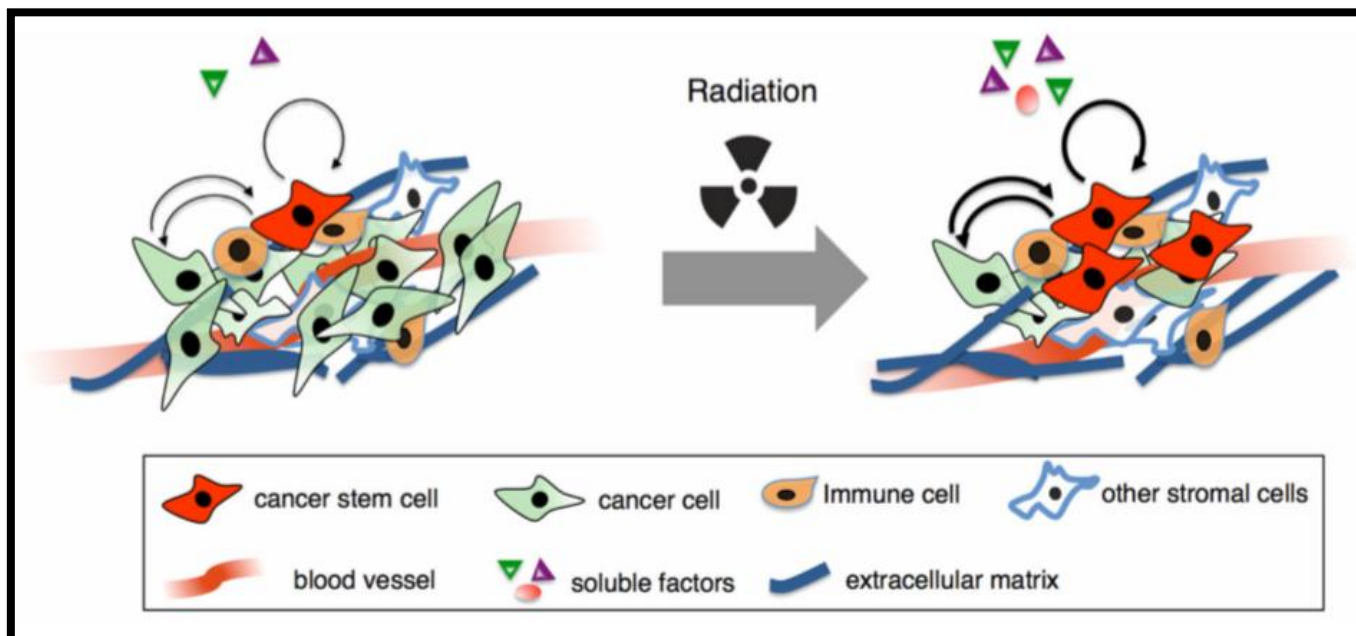 Radiation
cancer stem cell
cancer cell
Immune cell
other stromal cells
blood vessel
soluble factors
extracellular matrix